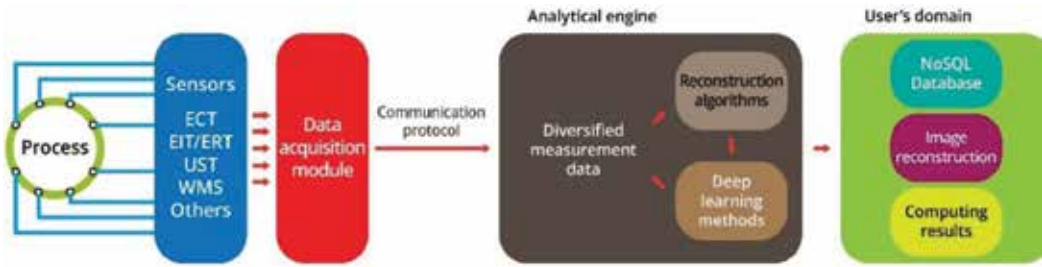 Analytical engine
User's domain
Process
Sensors
ECT
EIT/ERT
UST
WMS
Others
Data
acquisition
module
Communication
protocol
Diversified
measurement
data
Reconstruction
algorithms
Deep
learning
methods
NoSQL
Database
Image
reconstruction
Computing
results